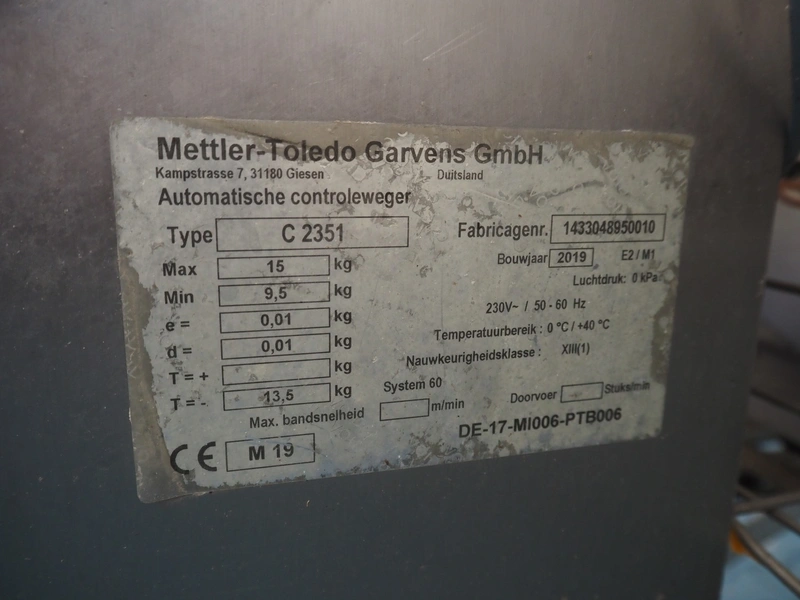 Mettler-Toledo Garvens GmbH
Kampstrasse 7, 31180 Giesen Duitsland
Automatische controleweger
Type C 2351 Fabricagenr. 1433048950010
Max 15 kg Bouwjaar 2019 E2 / M1
Min 9,5 kg Luchtdruk: 0 kPa
e = 0,01 kg 230V~ / 50 - 60 Hz
d = 0,01 kg Temperatuurbereik : 0 °C / +40 °C
T = + kg Nauwkeurigheidsklasse : XIII(1)
T = - 13,5 kg System 60
Max. bandsnelheid m/min Doorvoer Stuks/min
CE M 19 DE-17-MI006-PTB006